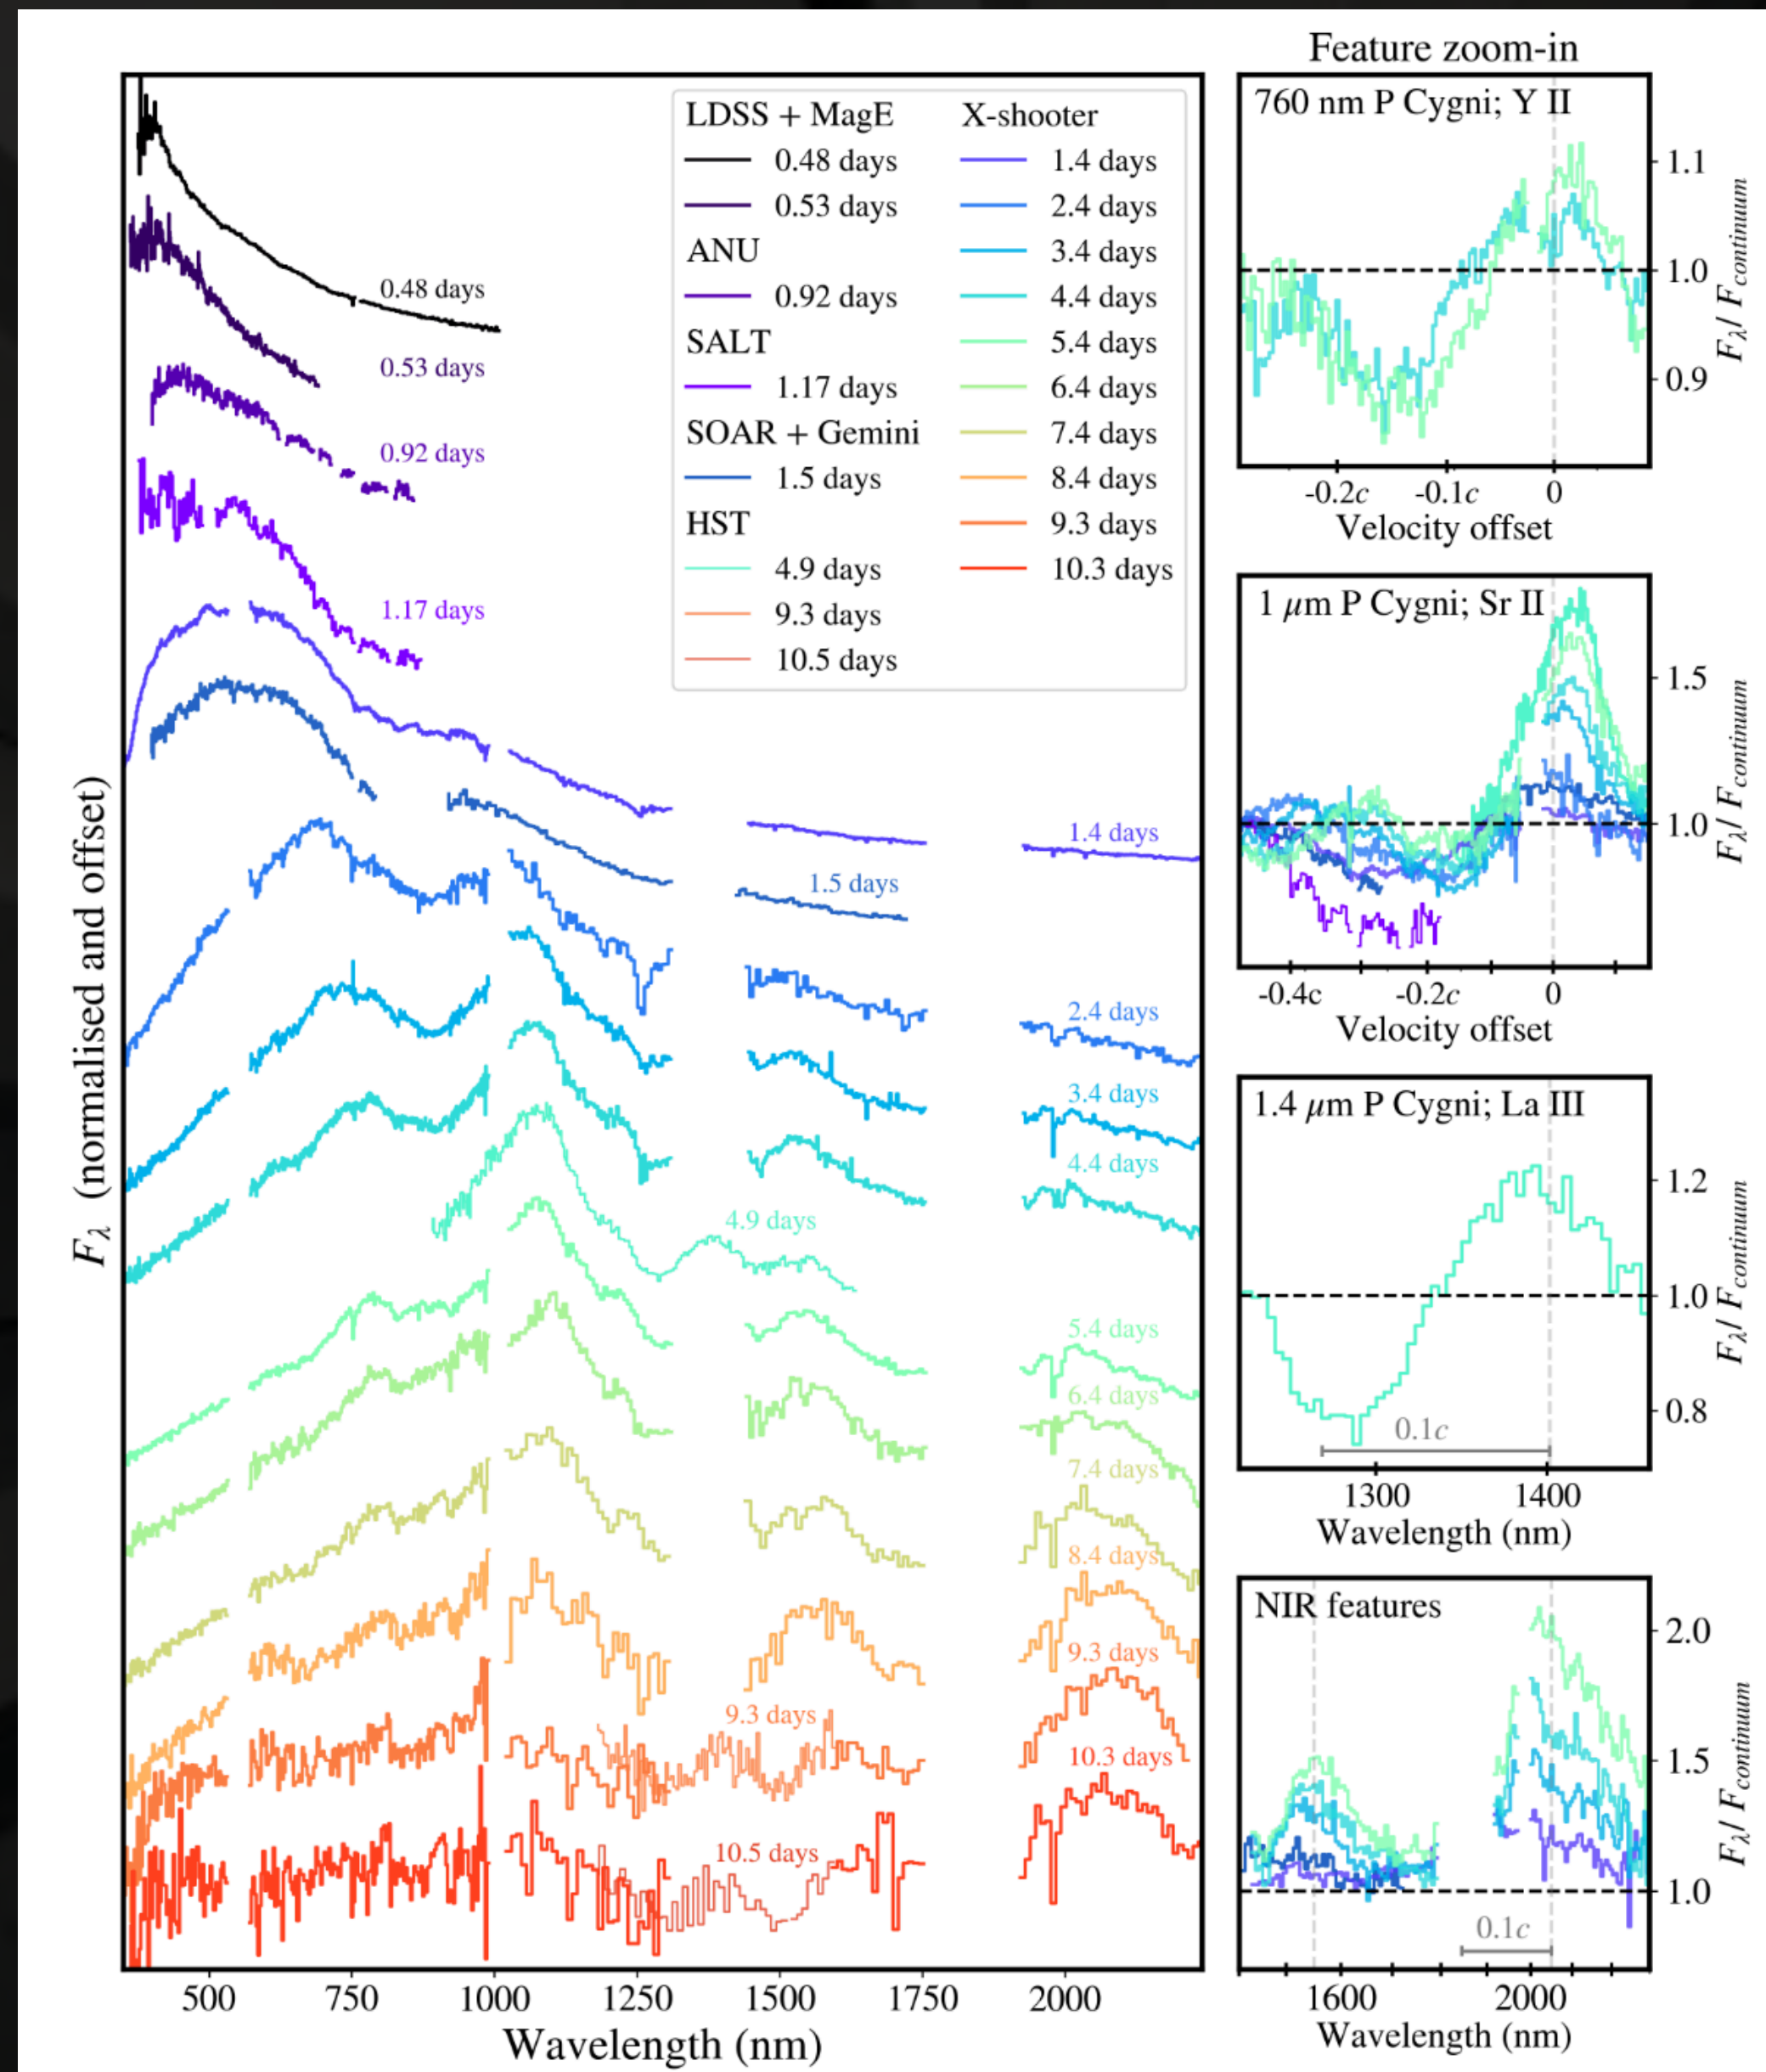 Feature zoom-in
LDSS + MagE
0.48 days
0.53 days
ANU
0.92 days
SALT
1.17 days
SOAR + Gemini
1.5 days
HST
4.9 days
9.3 days
10.5 days
X-shooter
1.4 days
2.4 days
3.4 days
4.4 days
5.4 days
6.4 days
7.4 days
8.4 days
9.3 days
10.3 days
0.48 days
0.53 days
0.92 days
1.17 days
1.4 days
1.5 days
2.4 days
3.4 days
4.4 days
4.9 days
5.4 days
6.4 days
7.4 days
8.4 days
9.3 days
9.3 days
10.3 days
10.5 days
Fλ (normalised and offset)
500 750 1000 1250 1500 1750 2000
Wavelength (nm)
760 nm P Cygni; Y II
1.1
1.0
0.9
Fλ/ Fcontinuum
-0.2c -0.1c 0
Velocity offset
1 μm P Cygni; Sr II
1.5
1.0
Fλ/ Fcontinuum
-0.4c -0.2c 0
Velocity offset
1.4 μm P Cygni; La III
1.2
1.0
0.8
Fλ/ Fcontinuum
0.1c
1300 1400
Wavelength (nm)
NIR features
2.0
1.5
1.0
Fλ/ Fcontinuum
0.1c
1600 2000
Wavelength (nm)